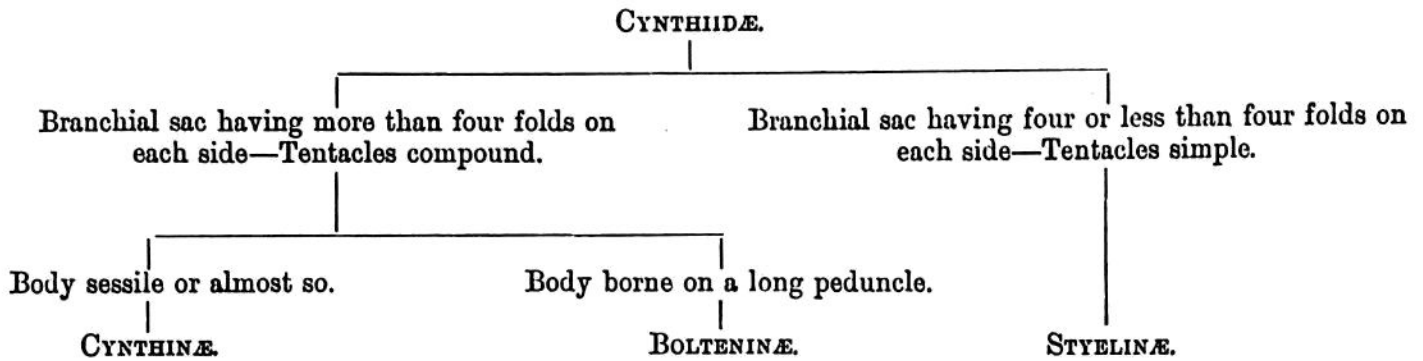 CYNTHIIDÆ.
Branchial sac having more than four folds on
each side—Tentacles compound.
Branchial sac having four or less than four folds on
each side—Tentacles simple.
Body sessile or almost so.
Body borne on a long peduncle.
CYNTHINÆ.
BOLTENINÆ.
STYELINÆ.